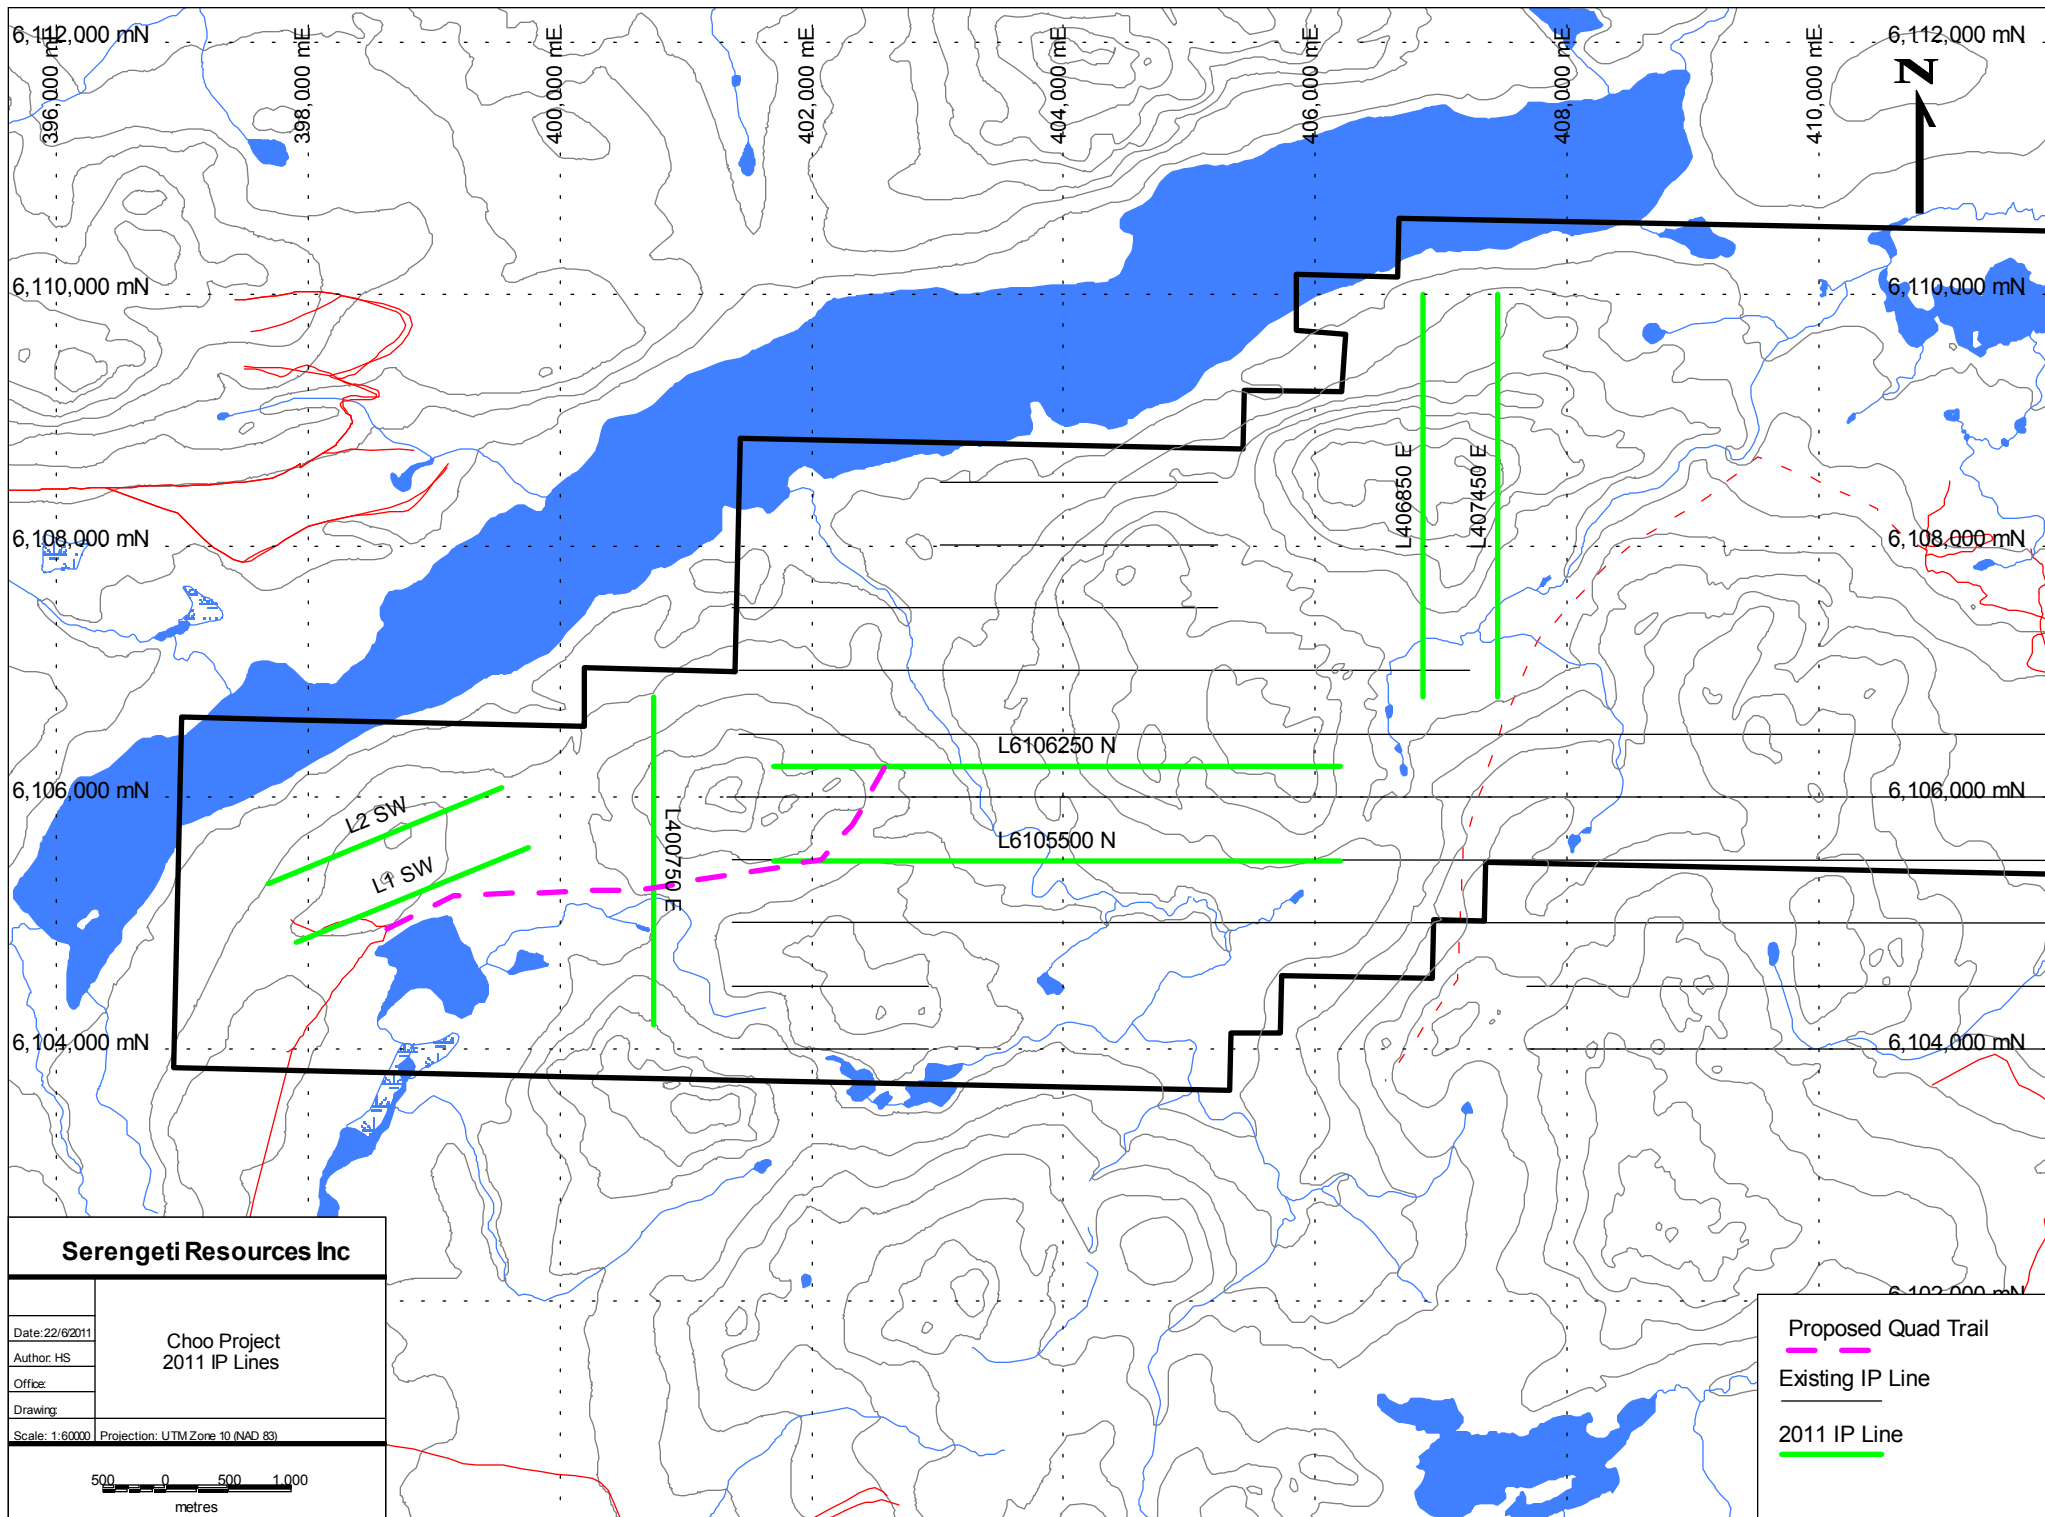 6,112,000 mN
396,000 mE
398,000 mE
400,000 mE
402,000 mE
404,000 mE
406,000 mE
408,000 mE
410,000 mE
6,112,000 mN
N
6,110,000 mN
6,110,000 mN
L406850 E
L407450 E
6,108,000 mN
6,108,000 mN
L6106250 N
6,106,000 mN
6,106,000 mN
L2 SW
L400750 E
L6105500 N
L1 SW
6,104,000 mN
6,104,000 mN
6,102,000 mN
Serengeti Resources Inc
Date:22/6/2011
Author: HS
Office:
Drawing:
Scale: 1:60000
Choo Project
2011 IP Lines
Projection: UTM Zone 10 (NAD 83)
500 0 500 1,000
metres
Proposed Quad Trail
Existing IP Line
2011 IP Line